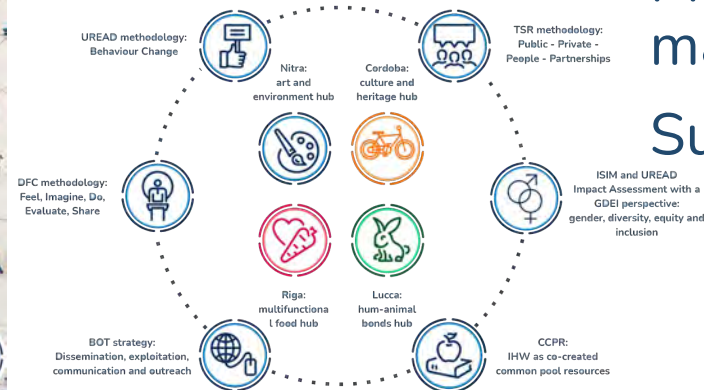 UREAD methodology:
Behaviour Change
TSR methodology:
Public - Private -
People - Partnerships
Nitra:
art and
environment hub
Cordoba:
culture and
heritage hub
DFC methodology:
Feel, Imagine, Do,
Evaluate, Share
ISIM and UREAD
Impact Assessment with a
GDEI perspective:
gender, diversity, equity and
inclusion
Riga:
multifunctiona
l food hub
Lucca:
hum-animal
bonds hub
BOT strategy:
Dissemination, exploitation,
communication and outreach
CCPR:
IHW as co-created
common pool resources
ma
Su